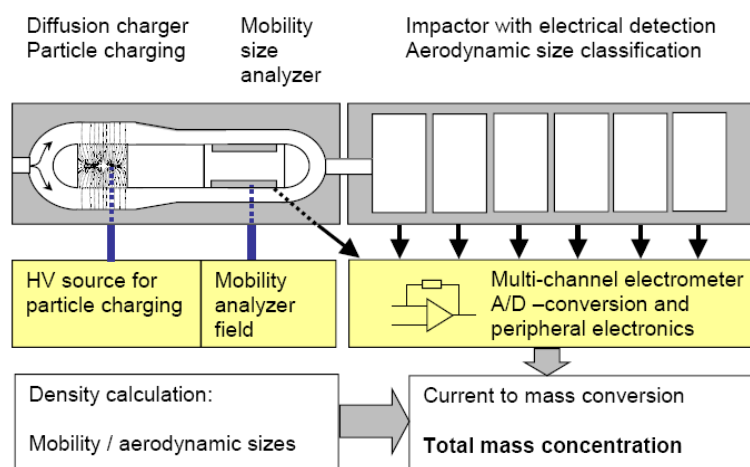 Diffusion charger
Particle charging
Mobility
size
analyzer
Impactor with electrical detection
Aerodynamic size classification
HV source for
particle charging
Mobility
analyzer
field
Multi-channel electrometer
A/D –conversion and
peripheral electronics
Density calculation:
Mobility / aerodynamic sizes
Current to mass conversion
Total mass concentration